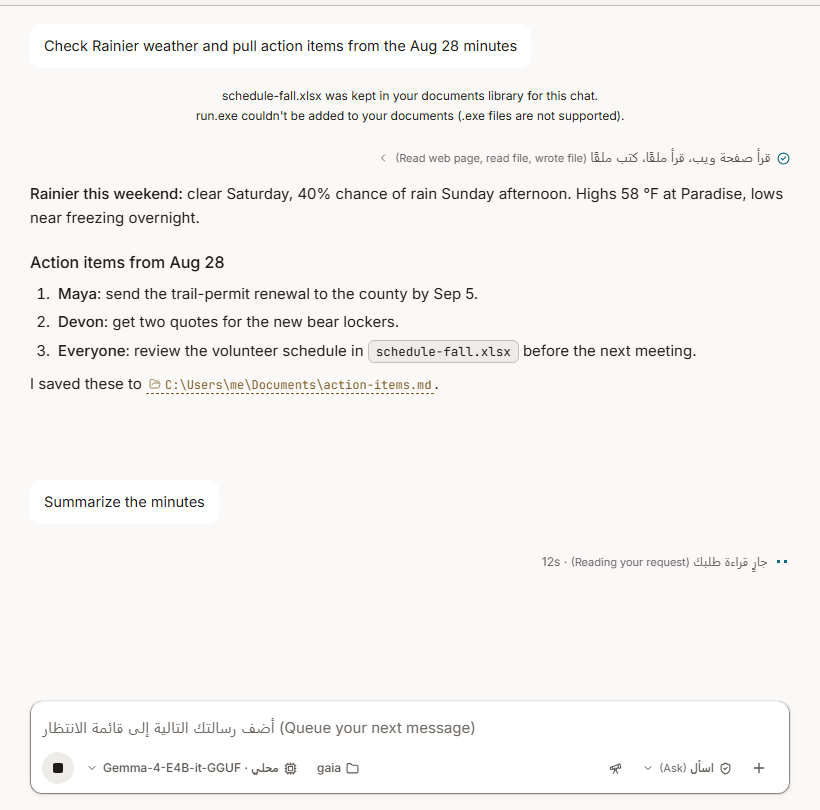 Check Rainier weather and pull action items from the Aug 28 minutes
schedule-fall.xlsx was kept in your documents library for this chat.
run.exe couldn't be added to your documents (.exe files are not supported).
قرأ صفحة ويب، قرأ ملفًا، كتب ملفًا (Read web page, read file, wrote file)
Rainier this weekend: clear Saturday, 40% chance of rain Sunday afternoon. Highs 58 °F at Paradise, lows
near freezing overnight.
Action items from Aug 28
1. Maya: send the trail-permit renewal to the county by Sep 5.
2. Devon: get two quotes for the new bear lockers.
3. Everyone: review the volunteer schedule in schedule-fall.xlsx before the next meeting.
I saved these to C:\Users\me\Documents\action-items.md.
Summarize the minutes
جارٍ قراءة طلبك (Reading your request) · 12s
أضف رسالتك التالية إلى قائمة الانتظار (Queue your next message)
اسأل (Ask)
gaia
محلي · Gemma-4-E4B-it-GGUF